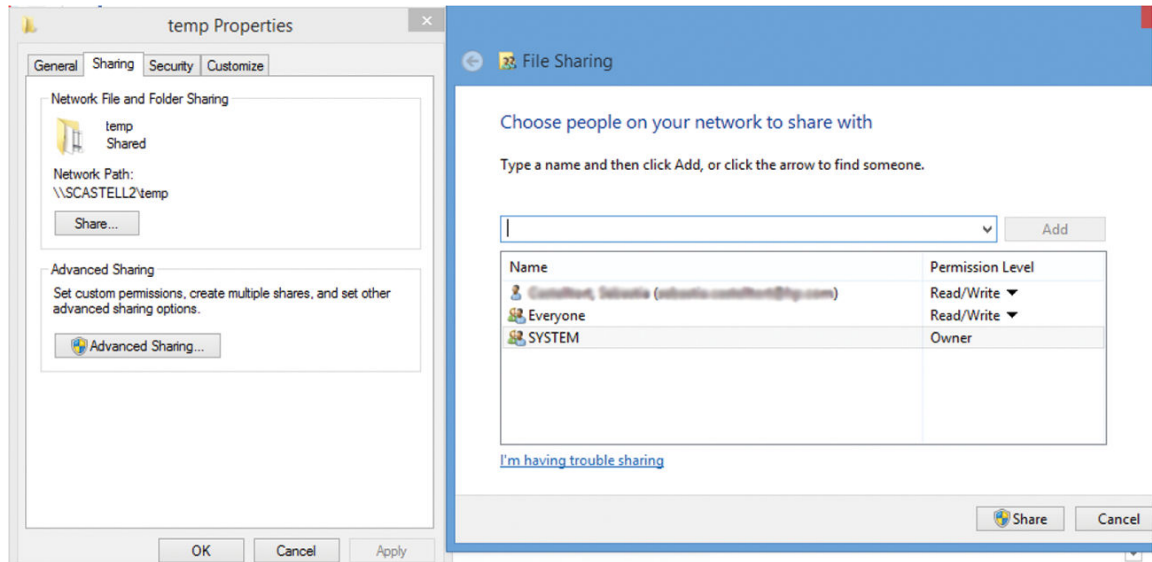 temp Properties
General Sharing Security Customize
Network File and Folder Sharing
temp
Shared
Network Path:
\\SCASTELL2\temp
Share...
Advanced Sharing
Set custom permissions, create multiple shares, and set other
advanced sharing options.
Advanced Sharing...
OK Cancel Apply
File Sharing
Choose people on your network to share with
Type a name and then click Add, or click the arrow to find someone.
Add
Name Permission Level
Read/Write
Everyone Read/Write
SYSTEM Owner
I'm having trouble sharing
Share Cancel